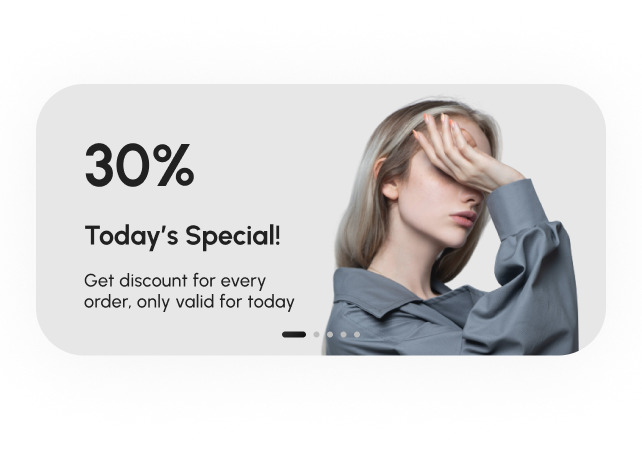 30%
Today’s Special!
Get discount for every
order, only valid for today